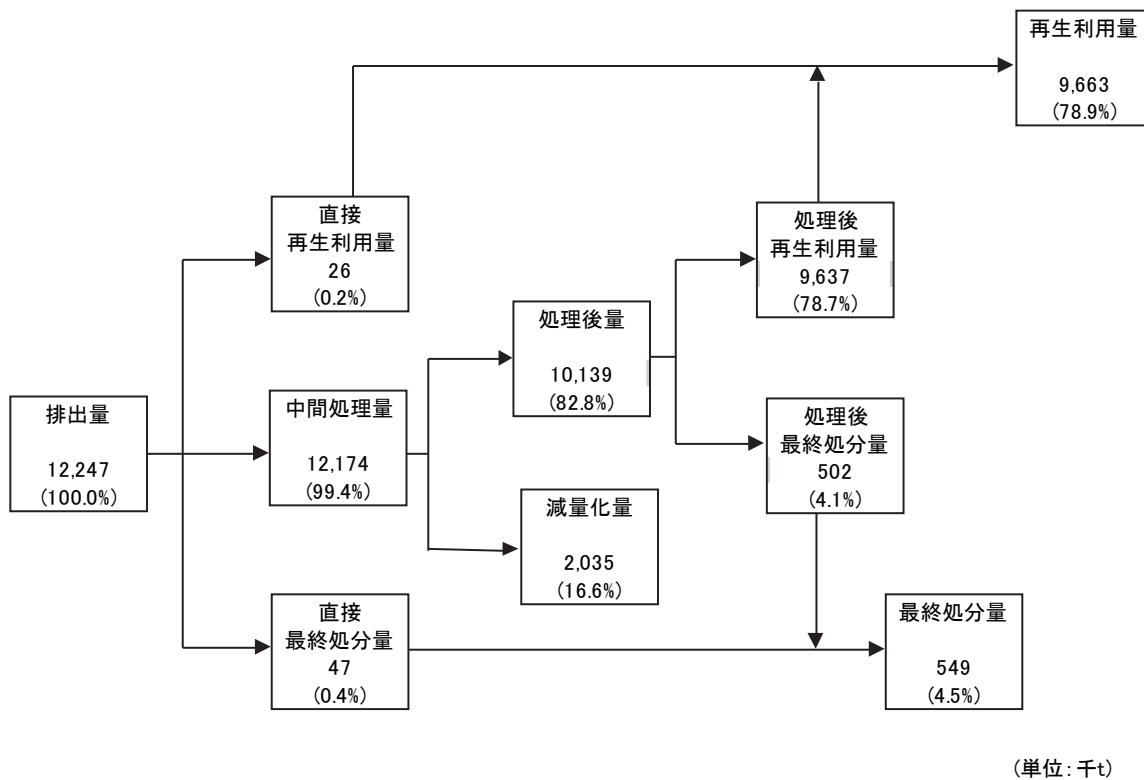 再生利用量
9,663
(78.9%)
直接
再生利用量
26
(0.2%)
処理後
再生利用量
9,637
(78.7%)
処理後量
10,139
(82.8%)
排出量
12,247
(100.0%)
中間処理量
12,174
(99.4%)
処理後
最終処分量
502
(4.1%)
減量化量
2,035
(16.6%)
直接
最終処分量
47
(0.4%)
最終処分量
549
(4.5%)
(単位:千t)